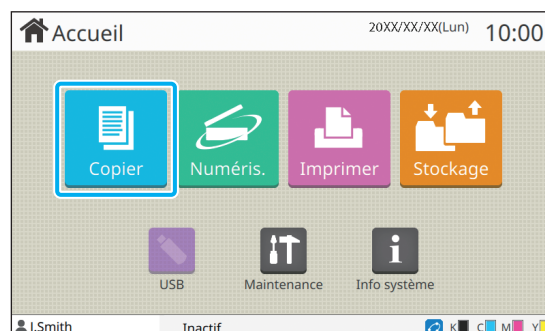 Accueil 20XX/XX/XX(Lun) 10:00
Copier Numéris. Imprimer Stockage
USB Maintenance Info système
J.Smith Inactif K C M Y